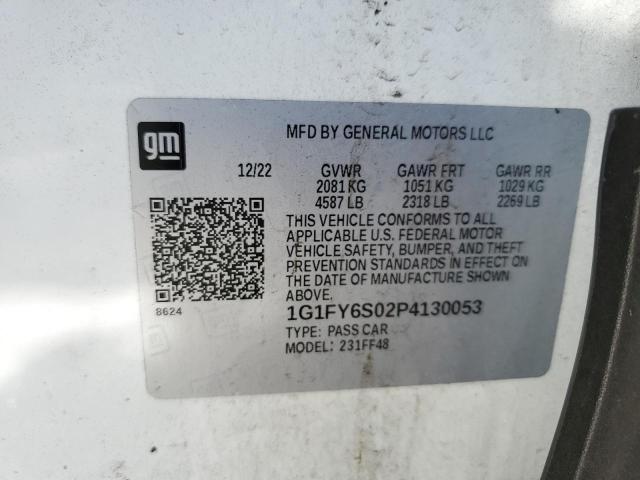 gm
MFD BY GENERAL MOTORS LLC
12/22 GVWR GAWR FRT GAWR RR
2081 KG 1051 KG 1029 KG
4587 LB 2318 LB 2269 LB
THIS VEHICLE CONFORMS TO ALL
APPLICABLE U.S. FEDERAL MOTOR
VEHICLE SAFETY, BUMPER, AND THEFT
PREVENTION STANDARDS IN EFFECT ON
THE DATE OF MANUFACTURE SHOWN
ABOVE.
8624
1G1FY6S02P4130053
TYPE: PASS CAR
MODEL: 231FF48